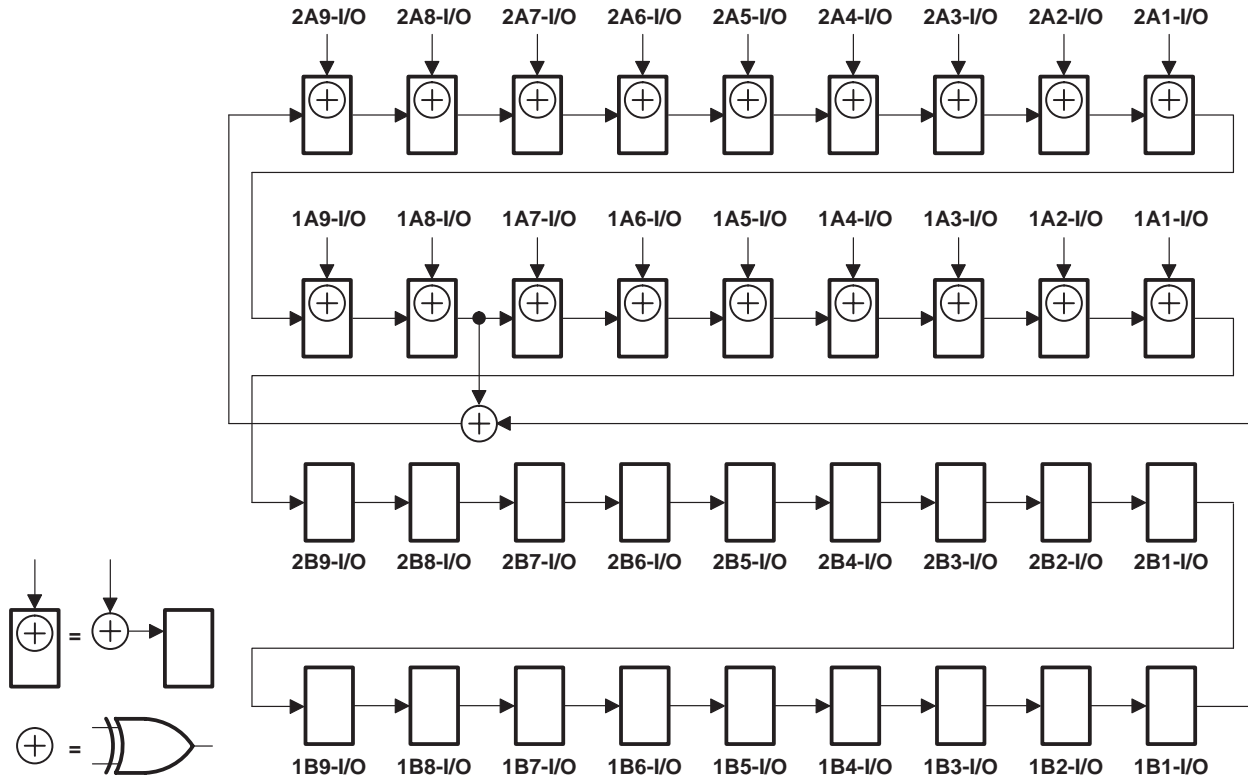 2A9-I/O 2A8-I/O 2A7-I/O 2A6-I/O 2A5-I/O 2A4-I/O 2A3-I/O 2A2-I/O 2A1-I/O
1A9-I/O 1A8-I/O 1A7-I/O 1A6-I/O 1A5-I/O 1A4-I/O 1A3-I/O 1A2-I/O 1A1-I/O
2B9-I/O 2B8-I/O 2B7-I/O 2B6-I/O 2B5-I/O 2B4-I/O 2B3-I/O 2B2-I/O 2B1-I/O
=
=
1B9-I/O 1B8-I/O 1B7-I/O 1B6-I/O 1B5-I/O 1B4-I/O 1B3-I/O 1B2-I/O 1B1-I/O